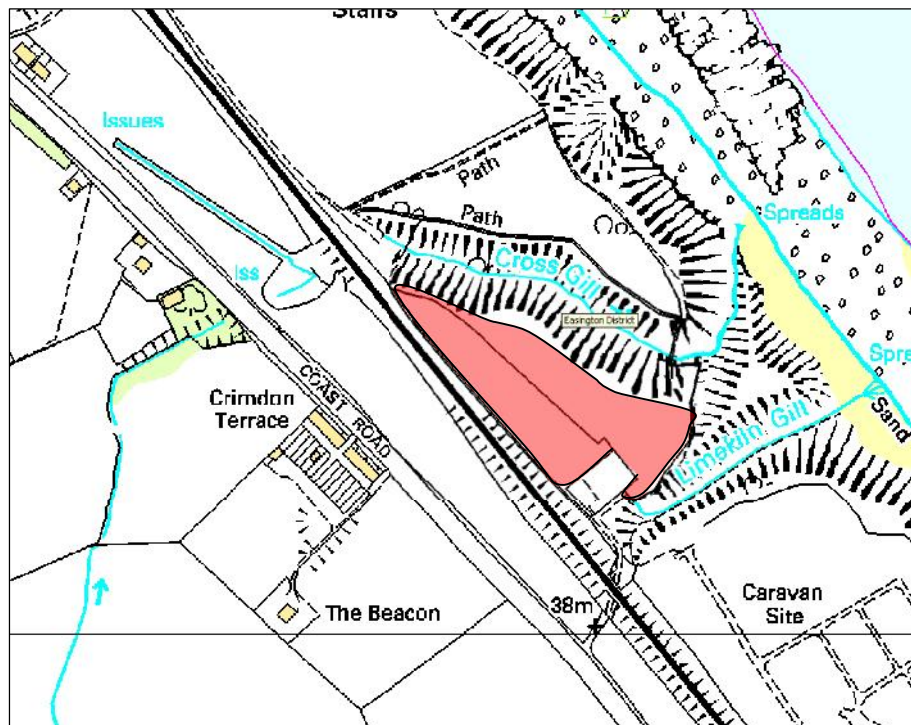 Stairs
Issues
Path
Path
Spreads
Cross Gill
Iss
Easington District
COAST ROAD
Crimdon
Terrace
Limekiln Gill
Sand
38m
The Beacon
Caravan
Site